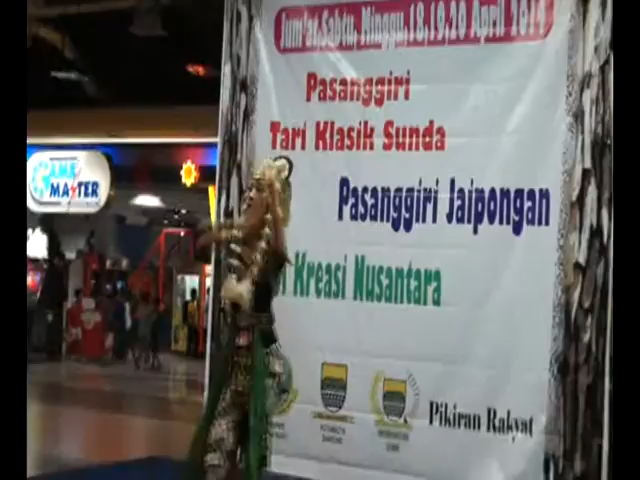 Jum'at, Sabtu, Minggu, 18, 19, 20 April 2014
Pasanggiri
Tari Klasik Sunda
Pasanggiri Jaipongan
Kreasi Nusantara
GAME
MASTER
Pikiran Rakyat